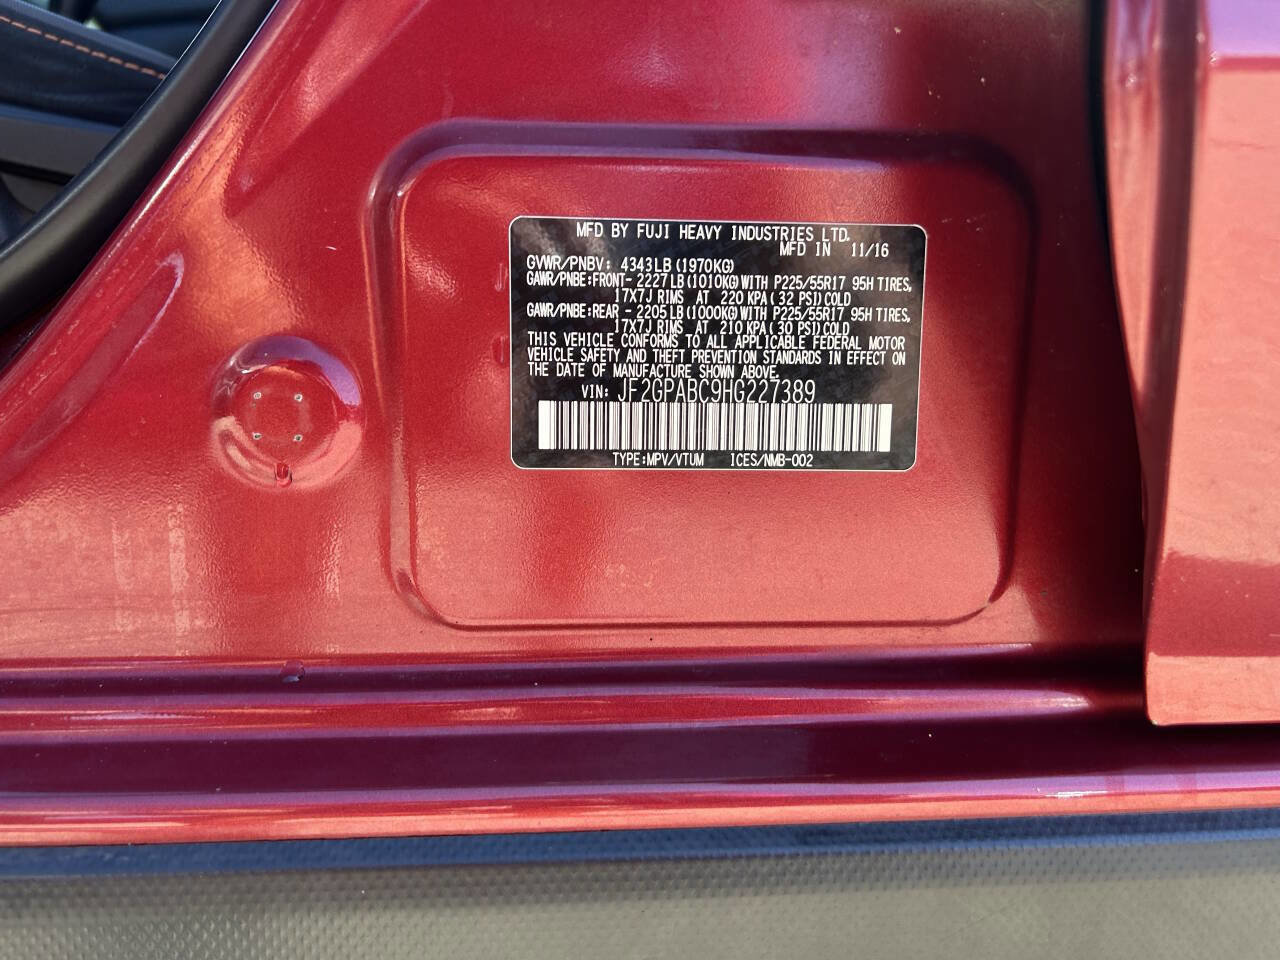 MFD BY FUJI HEAVY INDUSTRIES LTD.
MFD IN 11/16
GVWR/PNBV: 4343LB(1970KG)
GAWR/PNBE:FRONT- 2227LB(1010KG)WITH P225/55R17 95H TIRES,
17X7J RIMS AT 220 KPA(32 PSI)COLD
GAWR/PNBE:REAR - 2205LB(1000KG)WITH P225/55R17 95H TIRES,
17X7J RIMS AT 210 KPA(30 PSI)COLD
THIS VEHICLE CONFORMS TO ALL APPLICABLE FEDERAL MOTOR
VEHICLE SAFETY AND THEFT PREVENTION STANDARDS IN EFFECT ON
THE DATE OF MANUFACTURE SHOWN ABOVE.
VIN: JF2GPABC9HG227389
TYPE:MPV/VTUM ICES/NMB-002